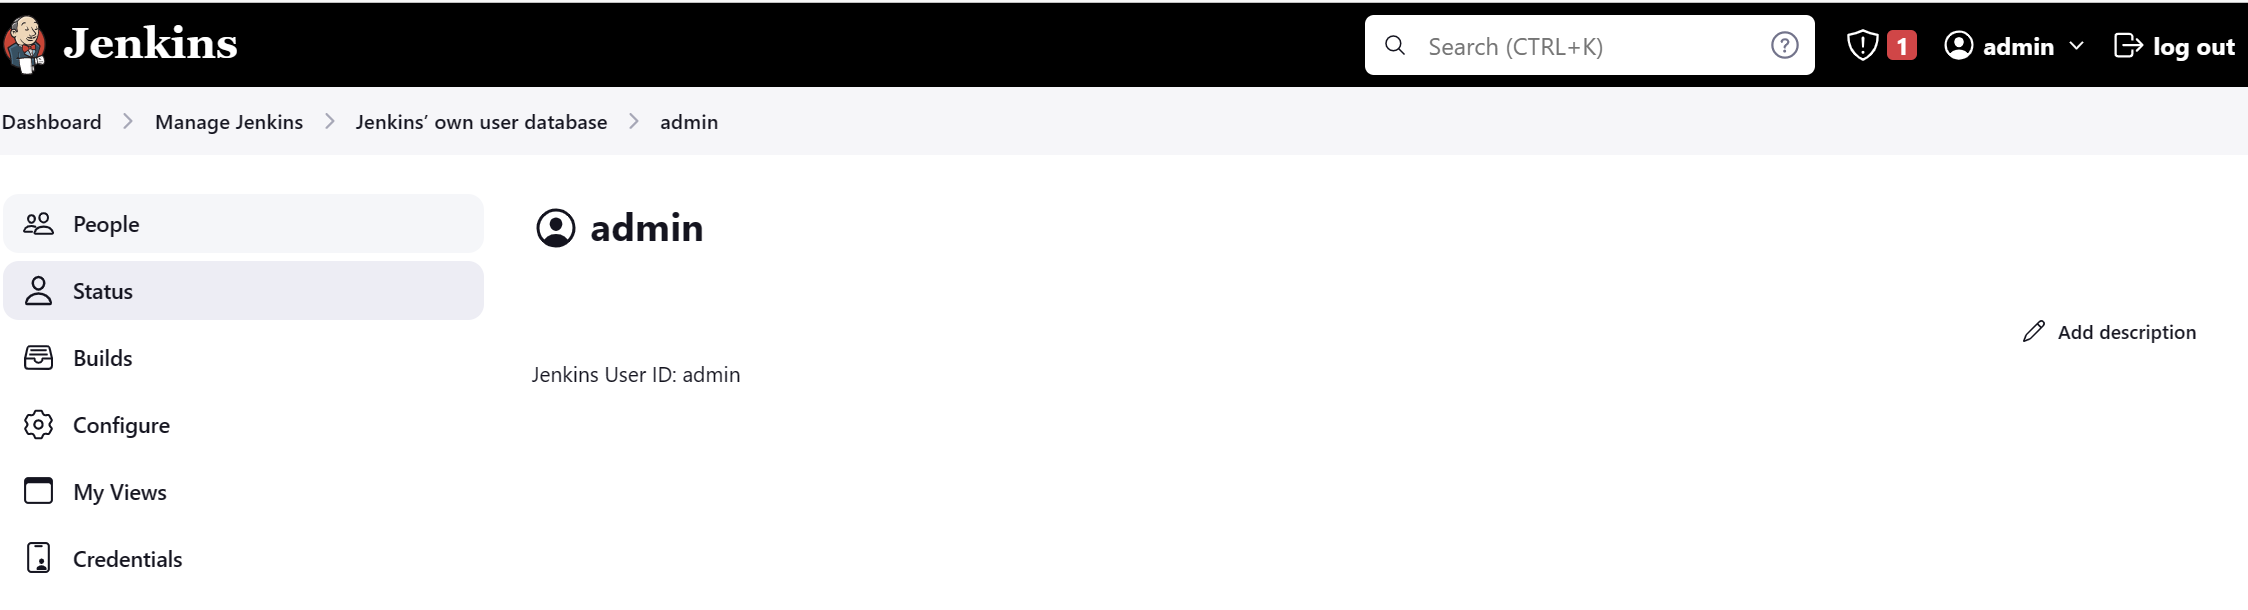 Jenkins
Search (CTRL+K)
1
admin
log out
Dashboard
Manage Jenkins
Jenkins’ own user database
admin
People
Status
Builds
Configure
My Views
Credentials
admin
Add description
Jenkins User ID: admin